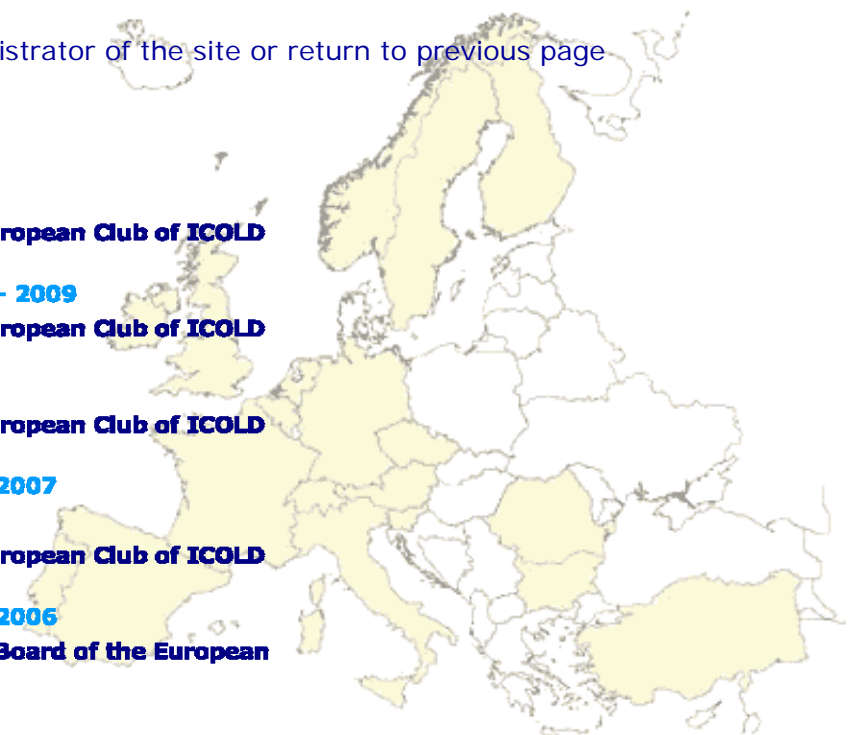 istrator of the site or return to previous page
ropean Club of ICOLD
- 2009
ropean Club of ICOLD
ropean Club of ICOLD
2007
ropean Club of ICOLD
2006
Board of the European